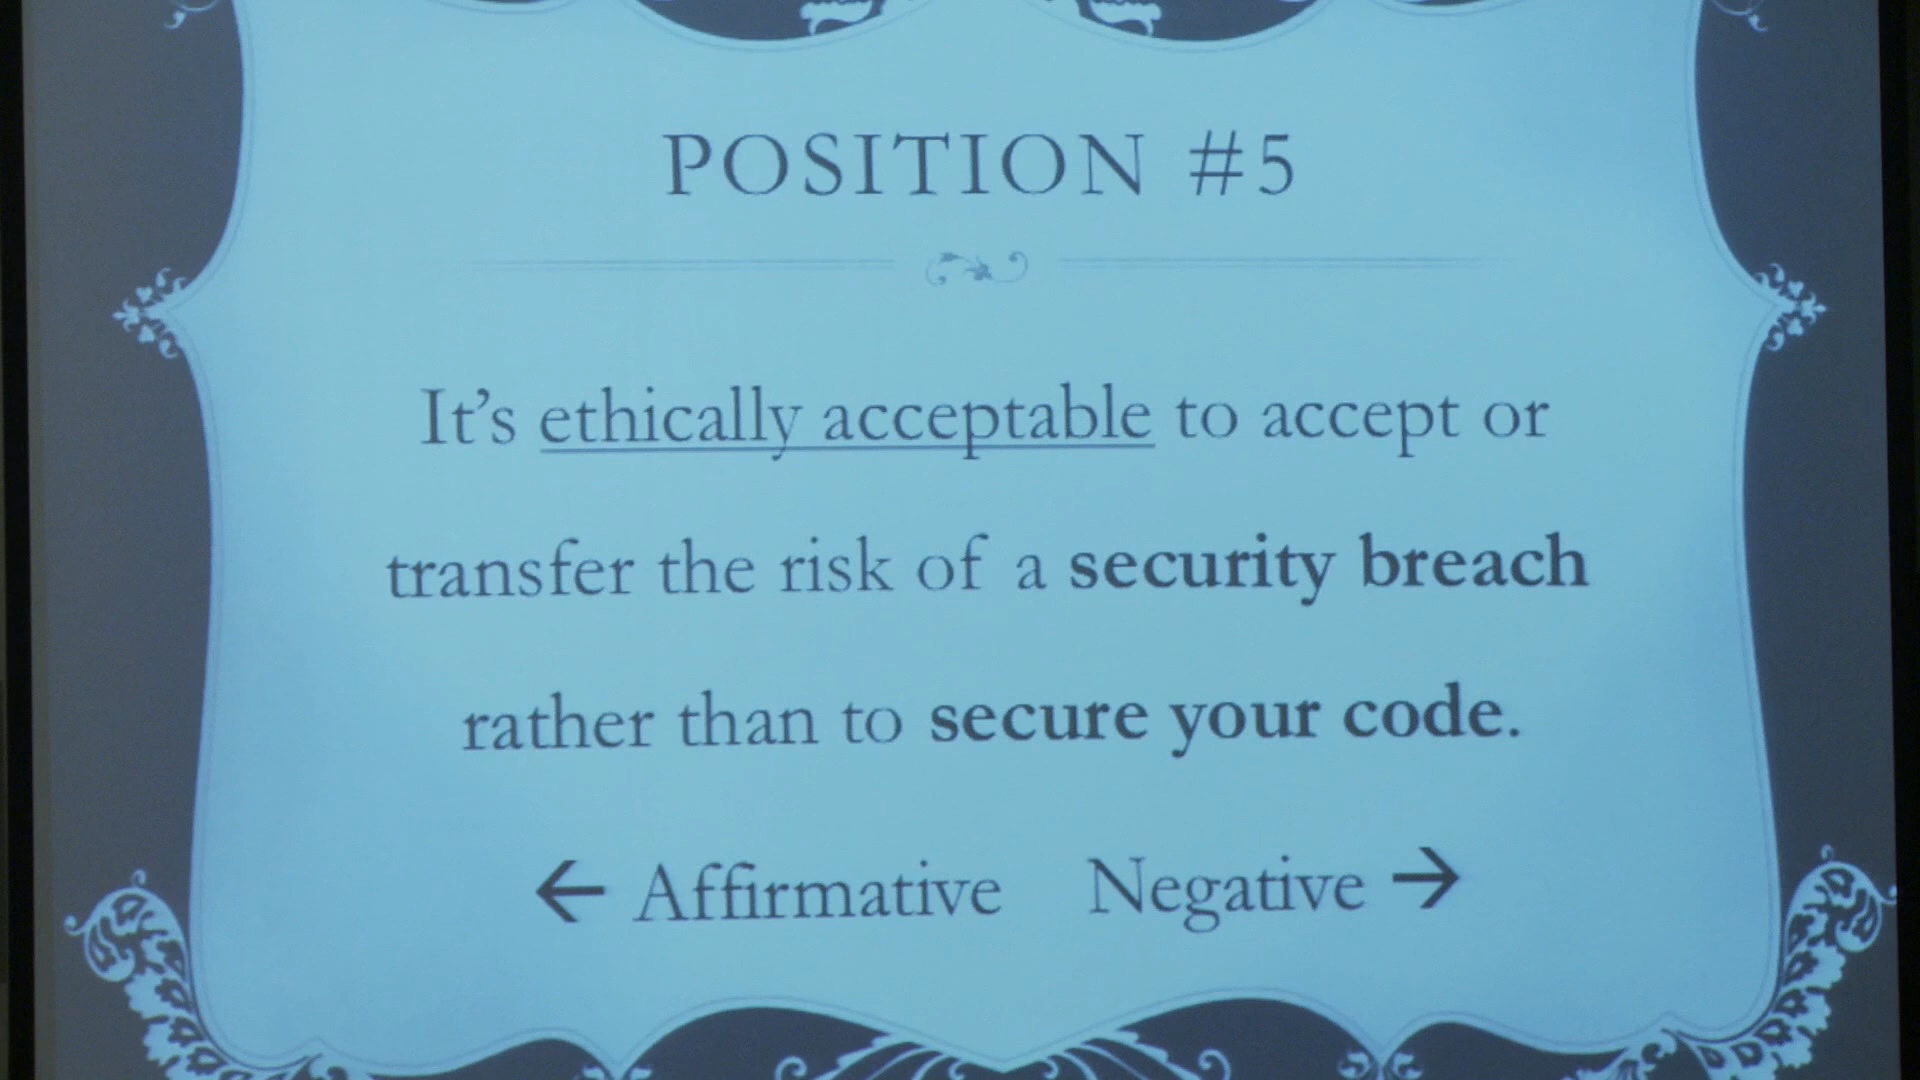 POSITION #5
It's ethically acceptable to accept or
transfer the risk of a security breach
rather than to secure your code.
← Affirmative Negative →